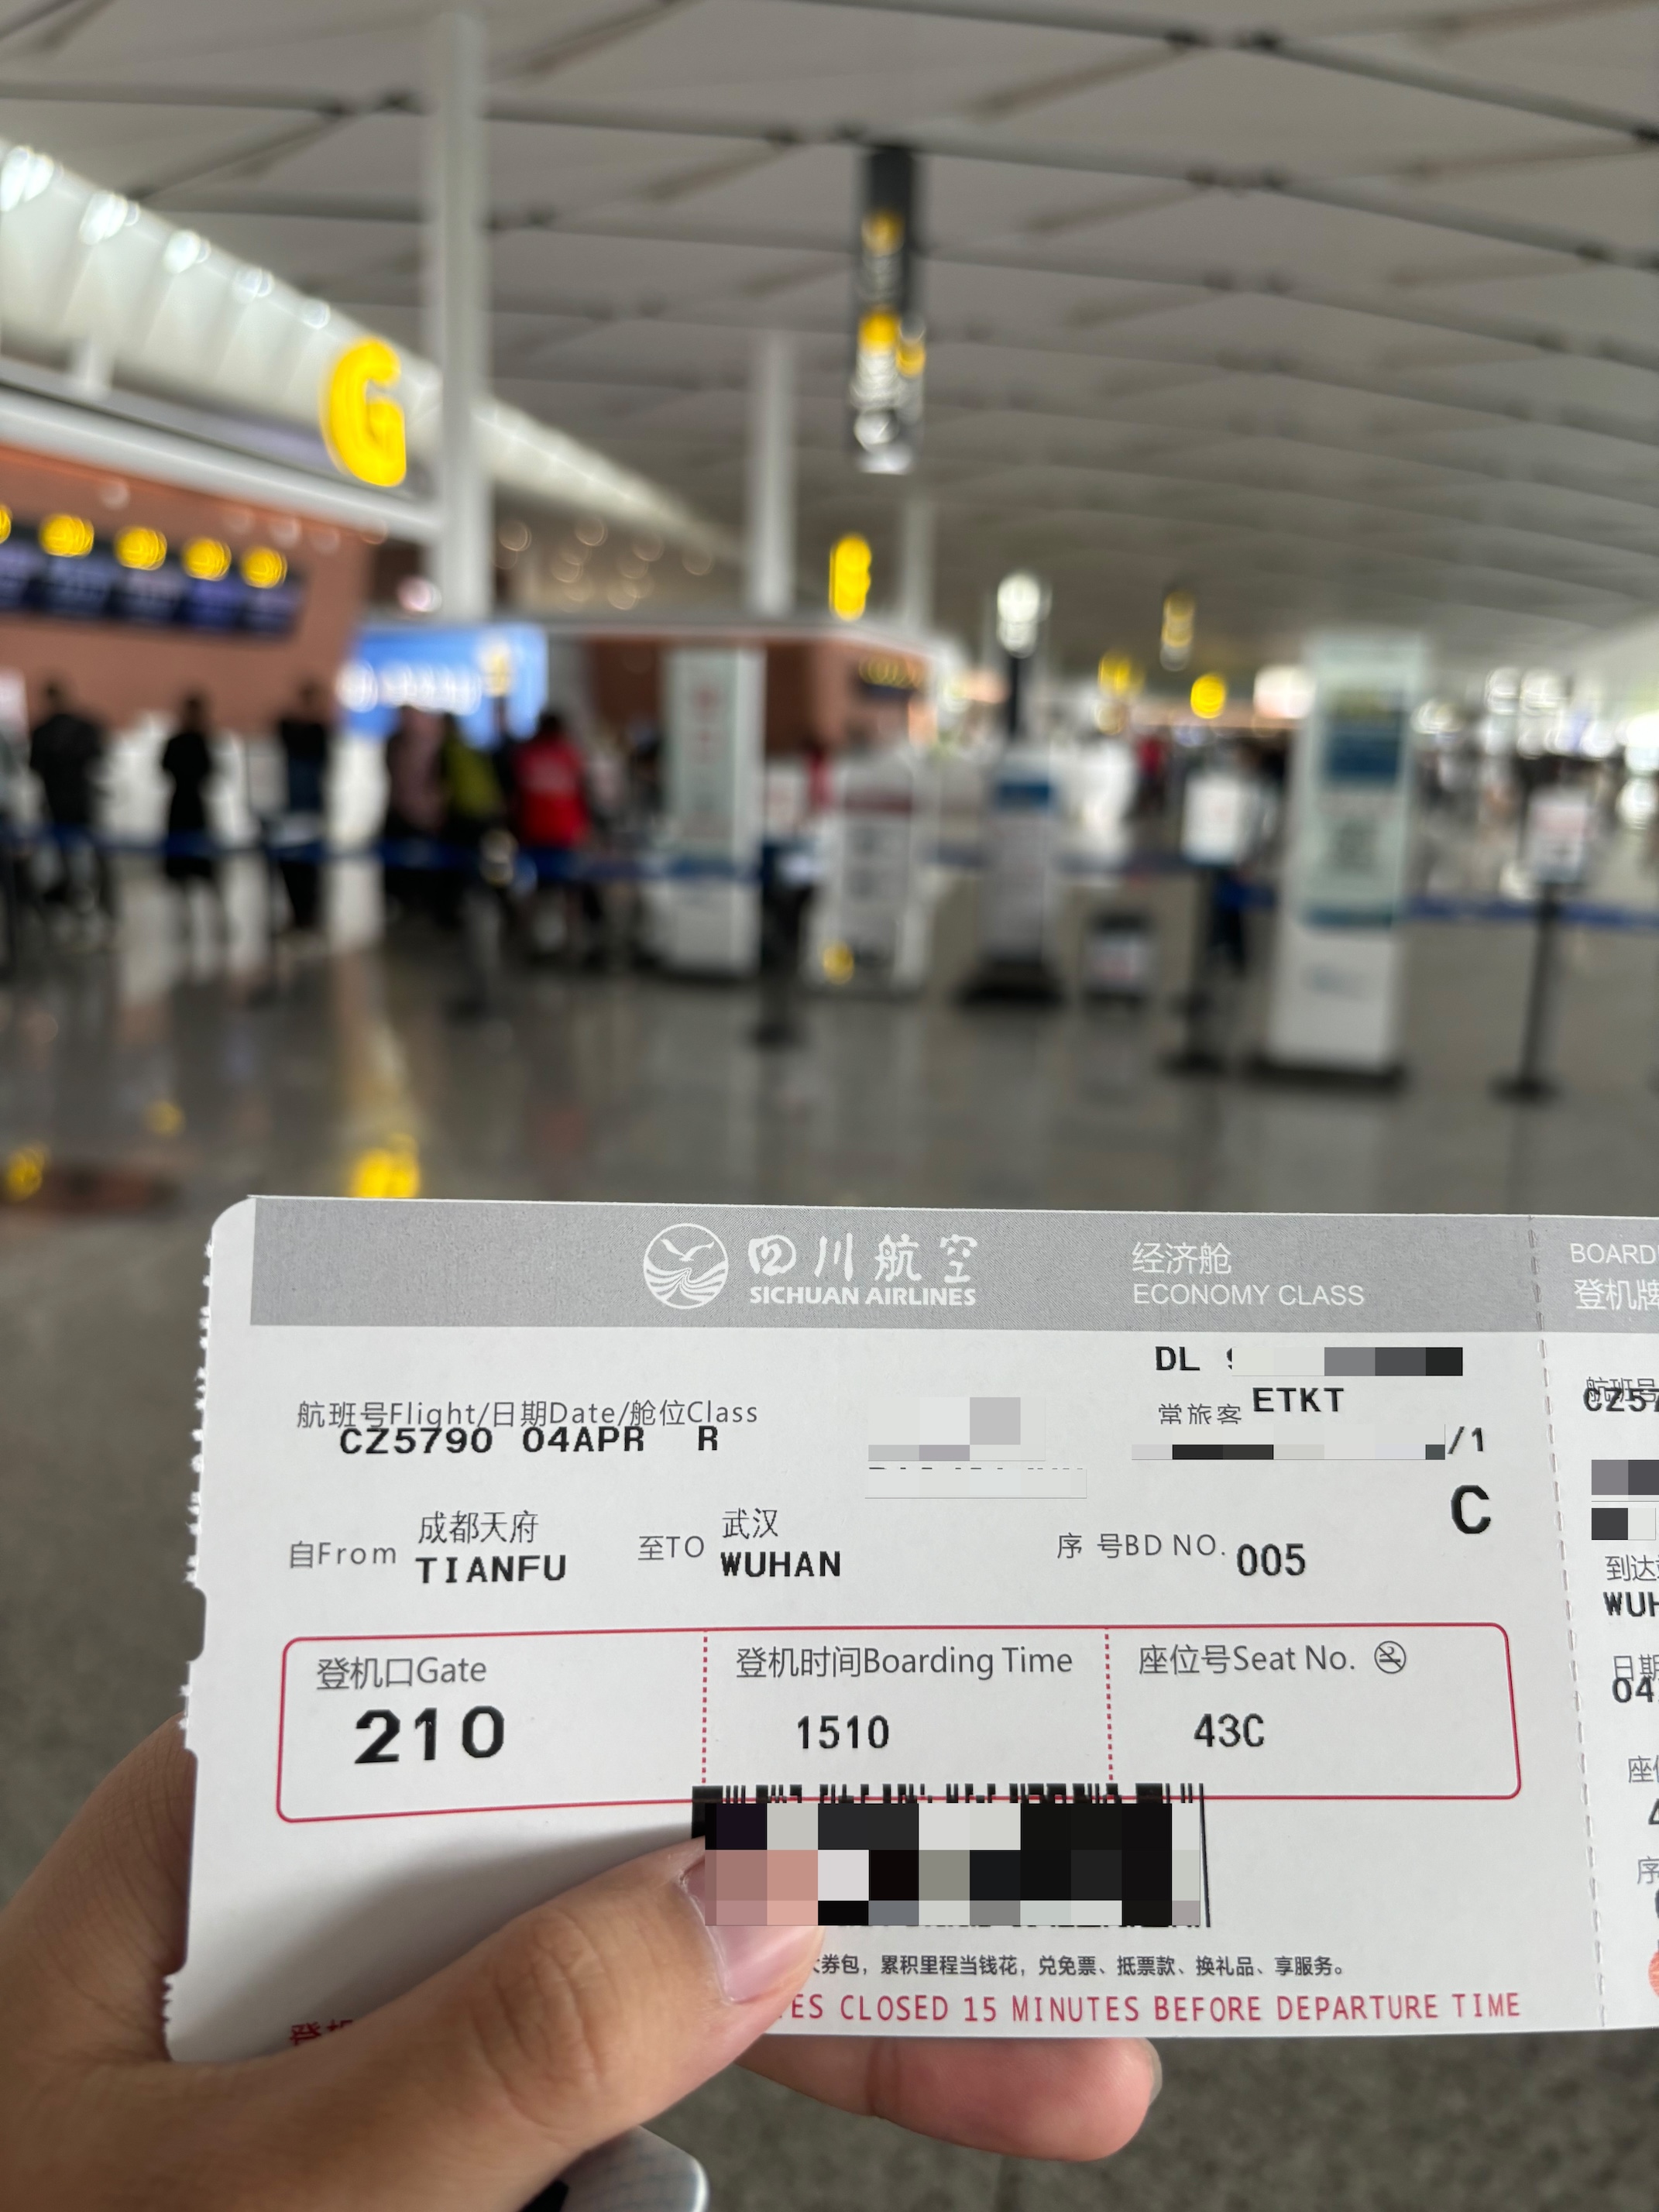 G
四川航空
SICHUAN AIRLINES
经济舱
ECONOMY CLASS
登机牌
DL
航班号Flight/日期Date/舱位Class
CZ5790 04APR R
常旅客 ETKT
/1
C
自From 成都天府
TIANFU
至TO 武汉
WUHAN
序 号BD NO. 005
登机口Gate
210
登机时间Boarding Time
1510
座位号Seat No.
43C
券包，累积里程当钱花，兑免票、抵票款、换礼品、享服务。
CLOSED 15 MINUTES BEFORE DEPARTURE TIME
航班号
CZ57
到达
WUH
日期
04